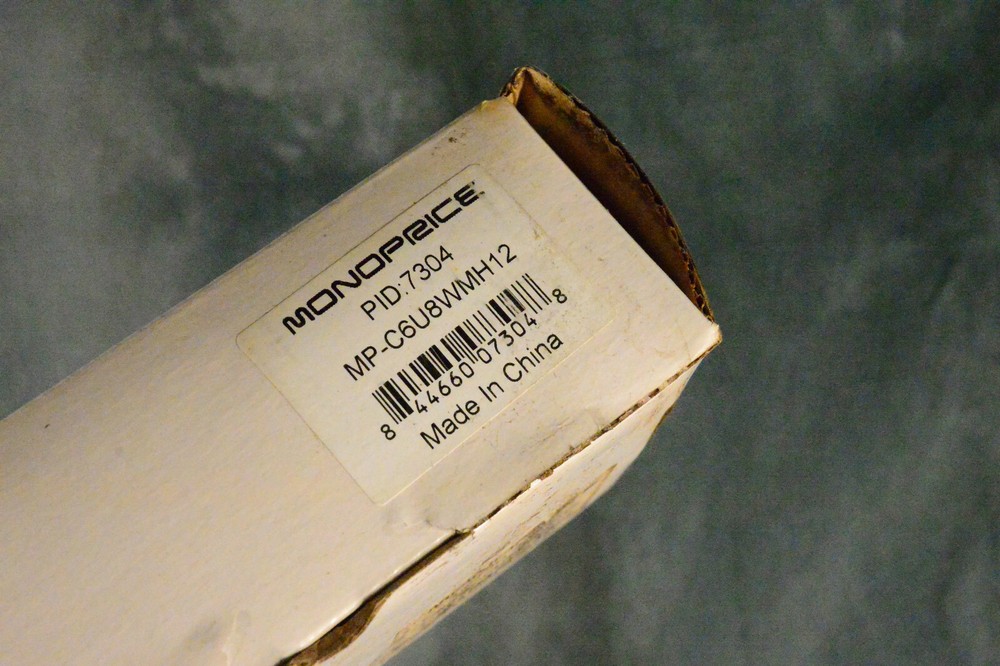 MONOPRICE
PID:7304
MP-C6U8WMH12
8 44660 07304 8
Made In China